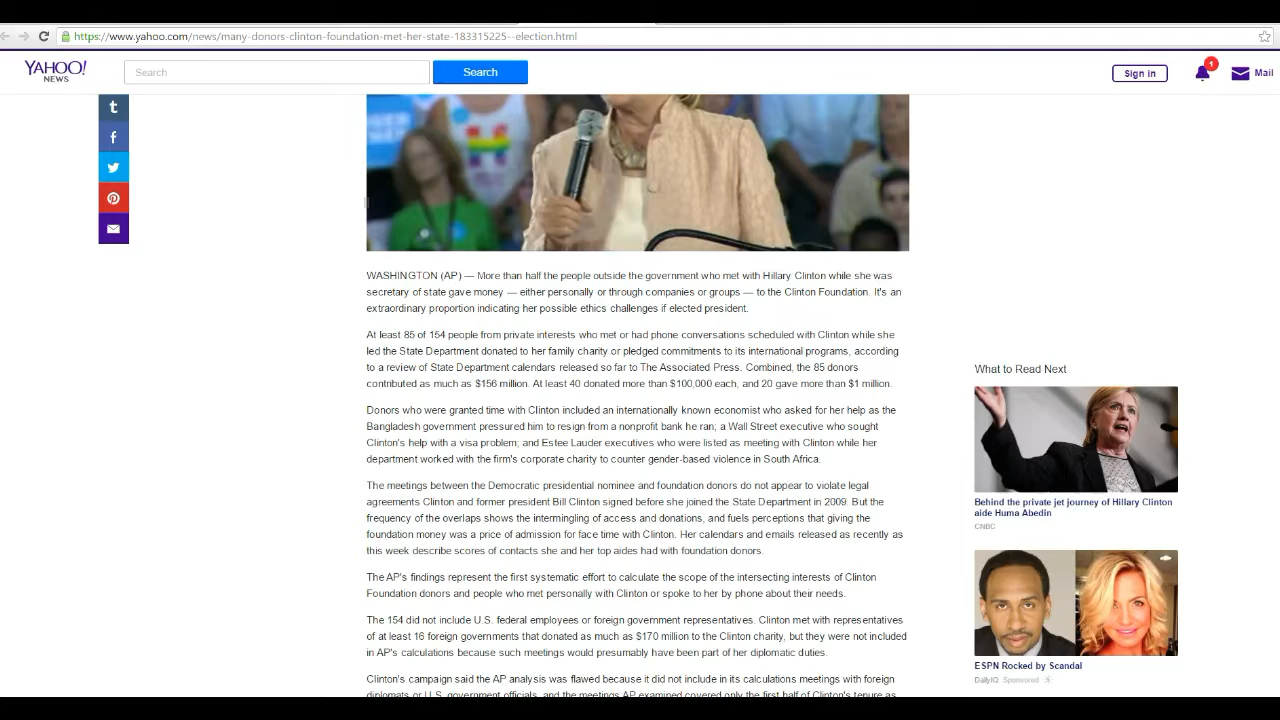 https://www.yahoo.com/news/many-donors-clinton-foundation-met-her-state-183315225--election.html
YAHOO!
NEWS
Search
Search
Sign in
1
Mail
t
f
WASHINGTON (AP) — More than half the people outside the government who met with Hillary Clinton while she was
secretary of state gave money — either personally or through companies or groups — to the Clinton Foundation. It's an
extraordinary proportion indicating her possible ethics challenges if elected president.
At least 85 of 154 people from private interests who met or had phone conversations scheduled with Clinton while she
led the State Department donated to her family charity or pledged commitments to its international programs, according
to a review of State Department calendars released so far to The Associated Press. Combined, the 85 donors
contributed as much as $156 million. At least 40 donated more than $100,000 each, and 20 gave more than $1 million.
Donors who were granted time with Clinton included an internationally known economist who asked for her help as the
Bangladesh government pressured him to resign from a nonprofit bank he ran; a Wall Street executive who sought
Clinton's help with a visa problem; and Estee Lauder executives who were listed as meeting with Clinton while her
department worked with the firm's corporate charity to counter gender-based violence in South Africa.
The meetings between the Democratic presidential nominee and foundation donors do not appear to violate legal
agreements Clinton and former president Bill Clinton signed before she joined the State Department in 2009. But the
frequency of the overlaps shows the intermingling of access and donations, and fuels perceptions that giving the
foundation money was a price of admission for face time with Clinton. Her calendars and emails released as recently as
this week describe scores of contacts she and her top aides had with foundation donors.
The AP's findings represent the first systematic effort to calculate the scope of the intersecting interests of Clinton
Foundation donors and people who met personally with Clinton or spoke to her by phone about their needs.
The 154 did not include U.S. federal employees or foreign government representatives. Clinton met with representatives
of at least 16 foreign governments that donated as much as $170 million to the Clinton charity, but they were not included
in AP's calculations because such meetings would presumably have been part of her diplomatic duties.
Clinton's campaign said the AP analysis was flawed because it did not include in its calculations meetings with foreign
diplomats or U.S. government officials, and the meetings AP examined covered only the first half of Clinton's tenure as
What to Read Next
Behind the private jet journey of Hillary Clinton
aide Huma Abedin
CNBC
ESPN Rocked by Scandal
DailyIQ Sponsored